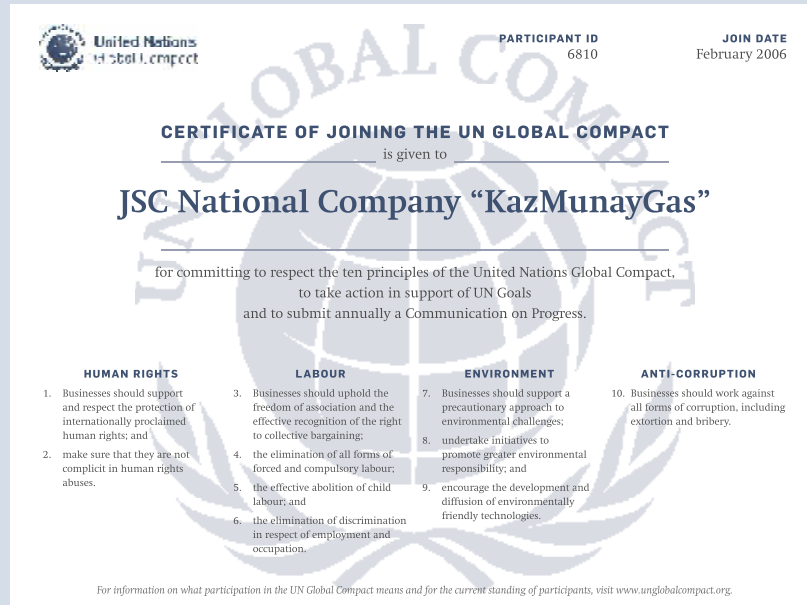 United Nations
Global Compact
PARTICIPANT ID
6810
JOIN DATE
February 2006
UN GLOBAL COMPACT
CERTIFICATE OF JOINING THE UN GLOBAL COMPACT
is given to
JSC National Company “KazMunayGas”
for committing to respect the ten principles of the United Nations Global Compact,
to take action in support of UN Goals
and to submit annually a Communication on Progress.
HUMAN RIGHTS
1. Businesses should support
and respect the protection of
internationally proclaimed
human rights; and
2. make sure that they are not
complicit in human rights
abuses.
LABOUR
3. Businesses should uphold the
freedom of association and the
effective recognition of the right
to collective bargaining;
4. the elimination of all forms of
forced and compulsory labour;
5. the effective abolition of child
labour; and
6. the elimination of discrimination
in respect of employment and
occupation.
ENVIRONMENT
7. Businesses should support a
precautionary approach to
environmental challenges;
8. undertake initiatives to
promote greater environmental
responsibility; and
9. encourage the development and
diffusion of environmentally
friendly technologies.
ANTI-CORRUPTION
10. Businesses should work against
all forms of corruption, including
extortion and bribery.
For information on what participation in the UN Global Compact means and for the current standing of participants, visit www.unglobalcompact.org.